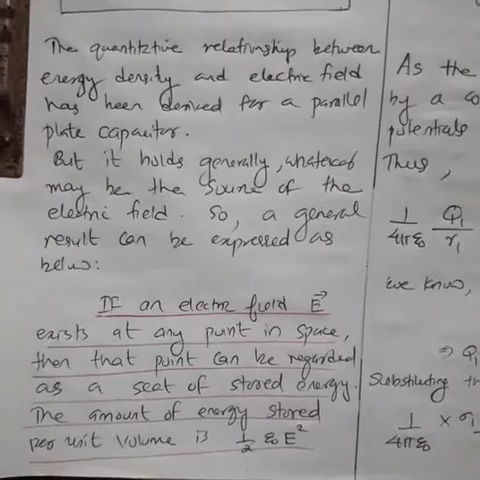 The quantitative relationship between
energy density and electric field
has been derived for a parallel
plate capacitor.
But it holds generally, whatever
may be the source of the
electric field. So, a general
result can be expressed as
below:
IF an electric field E⃗
exists at any point in space,
then that point can be regarded
as a seat of stored energy.
The amount of energy stored
per unit volume is 1/2 ε0 E²
As the
by a co
potentials
Thus,
1/4πε0 Q1/r1
we know,
⇒ Q1
Substituting th
1/4πε0 × σ1